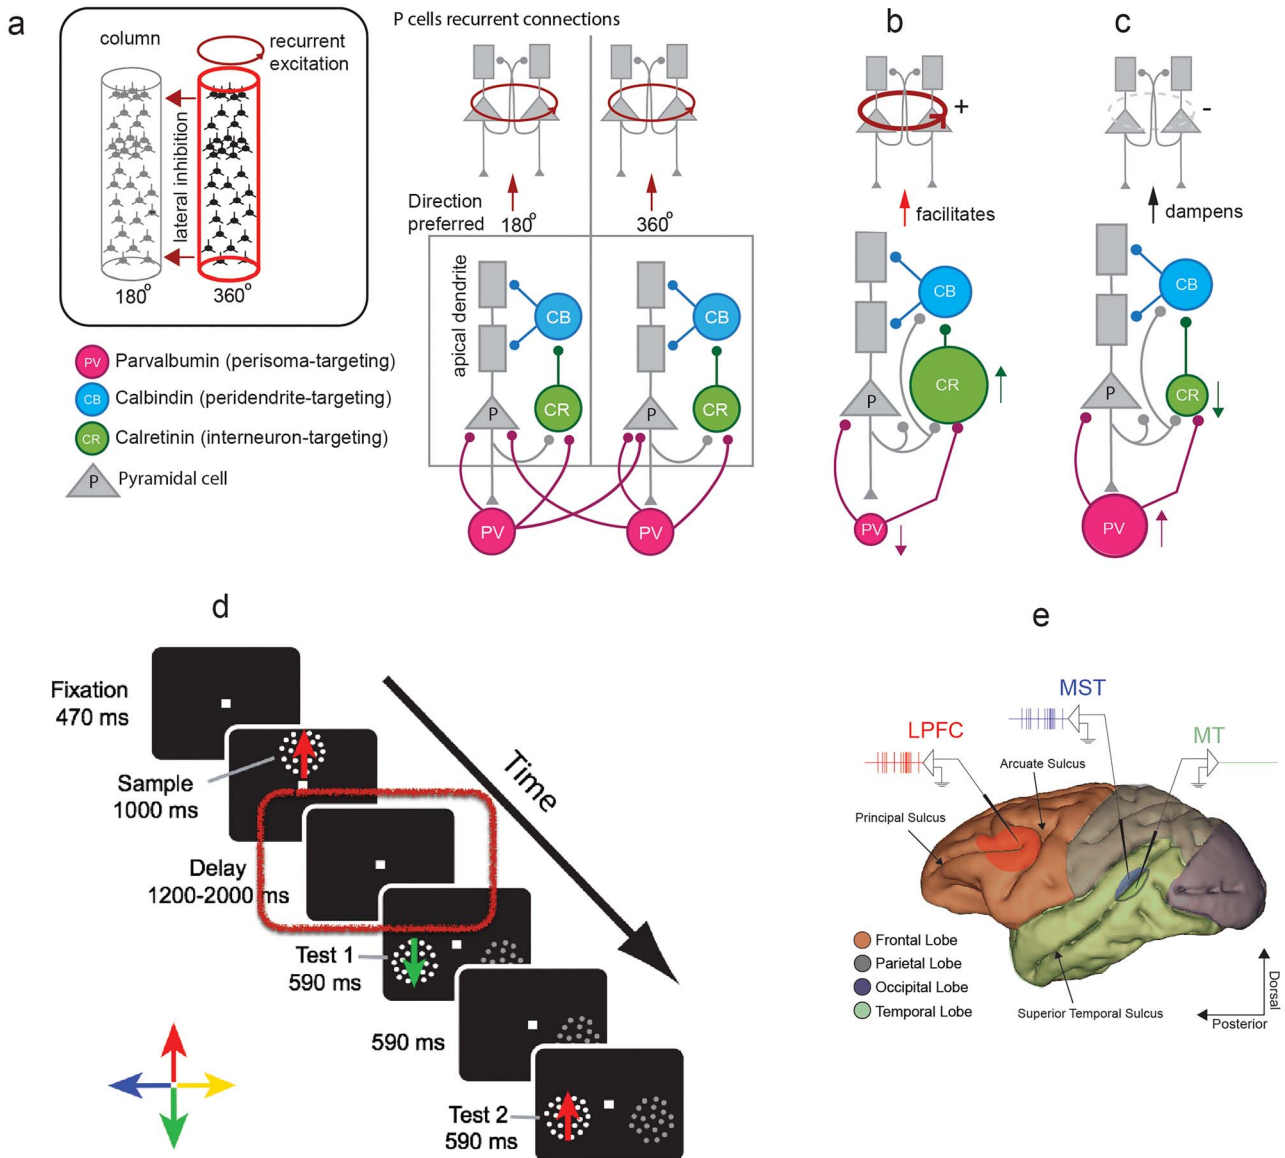 a
column
recurrent
excitation
lateral inhibition
180°
360°
PV Parvalbumin (perisoma-targeting)
CB Calbindin (peridendrite-targeting)
CR Calretinin (interneuron-targeting)
P Pyramidal cell
P cells recurrent connections
Direction
preferred
180°
360°
apical dendrite
CB
CB
P
CR
P
CR
PV
PV
b
+
facilitates
CB
CR
P
PV
c
-
dampens
CB
P
CR
PV
d
Fixation
470 ms
Sample
1000 ms
Delay
1200-2000 ms
Test 1
590 ms
590 ms
Test 2
590 ms
Time
e
MST
LPFC
MT
Arcuate Sulcus
Principal Sulcus
Frontal Lobe
Parietal Lobe
Occipital Lobe
Temporal Lobe
Superior Temporal Sulcus
Dorsal
Posterior